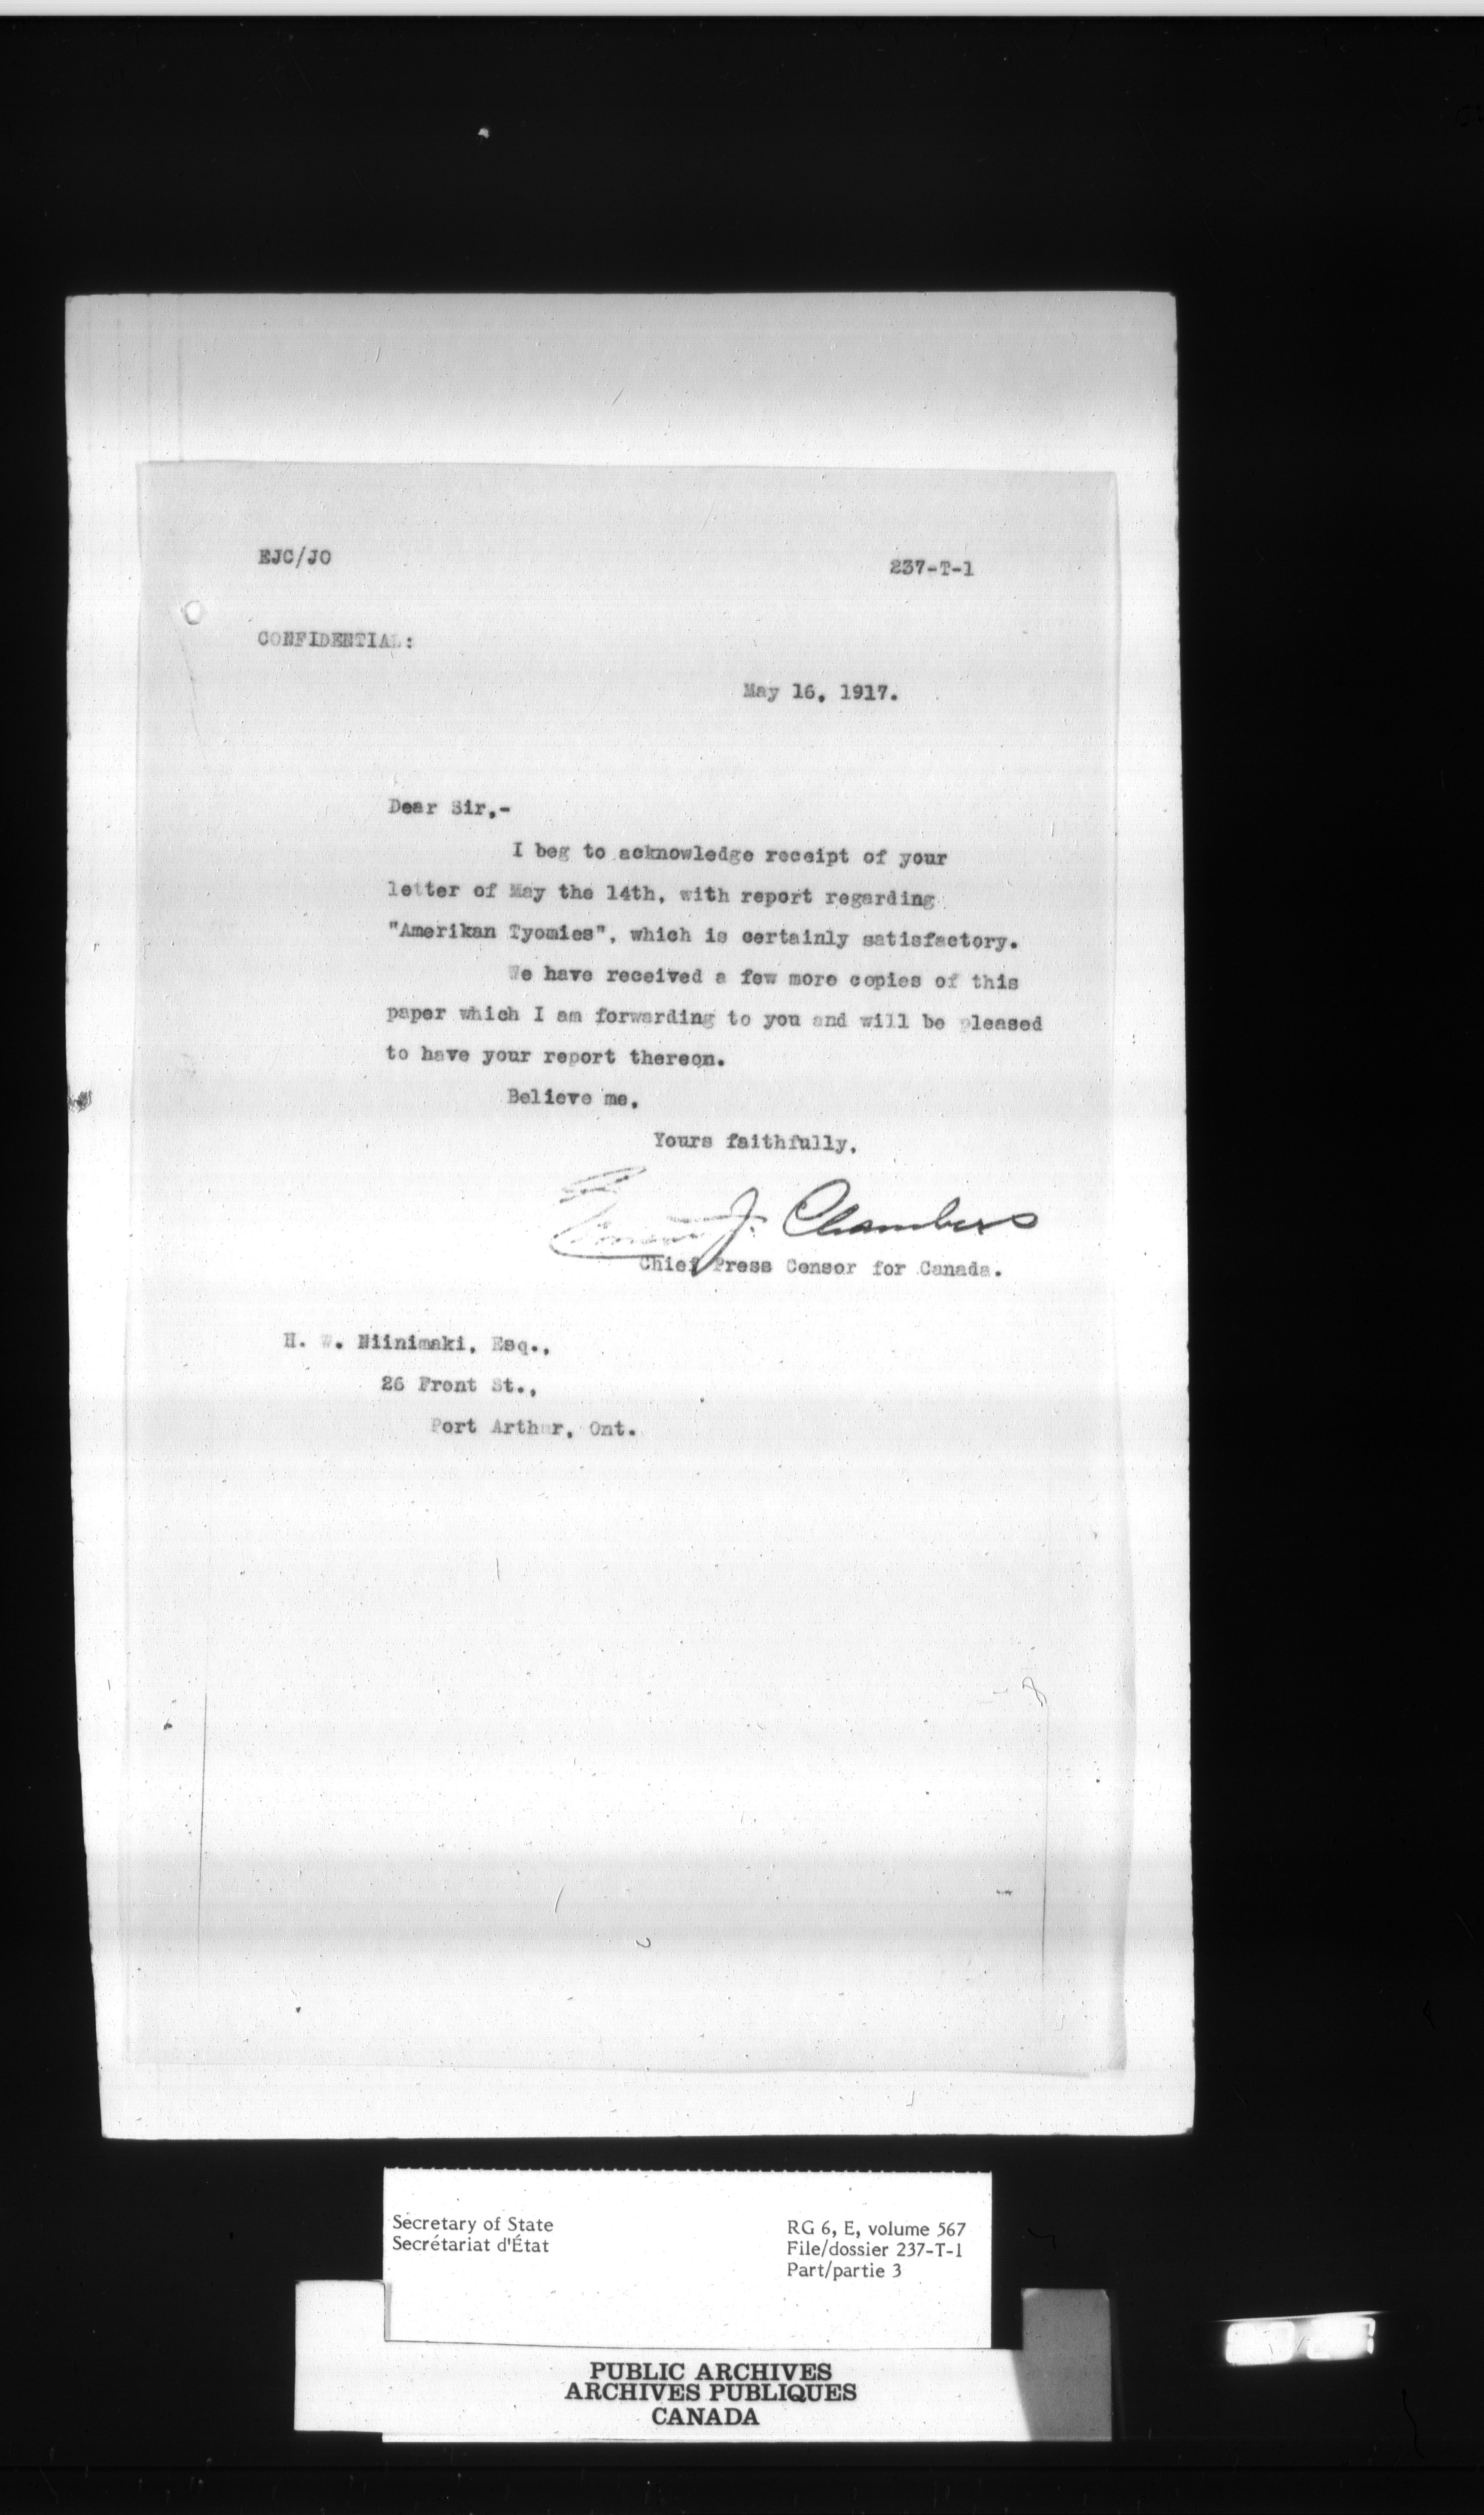 EJC/JO
237-T-1
CONFIDENTIAL:
May 16, 1917.
Dear Sir,-
I beg to acknowledge receipt of your
letter of May the 14th, with report regarding
"Amerikan Tyomies", which is certainly satisfactory.
We have received a few more copies of this
paper which I am forwarding to you and will be pleased
to have your report thereon.
Believe me,
Yours faithfully,
Ernest J. Chambers
Chief Press Censor for Canada.
H. W. Niinimaki, Esq.,
26 Front St.,
Port Arthur, Ont.
Secretary of State
Secrétariat d'État
RG 6, E, volume 567
File/dossier 237-T-1
Part/partie 3
PUBLIC ARCHIVES
ARCHIVES PUBLIQUES
CANADA